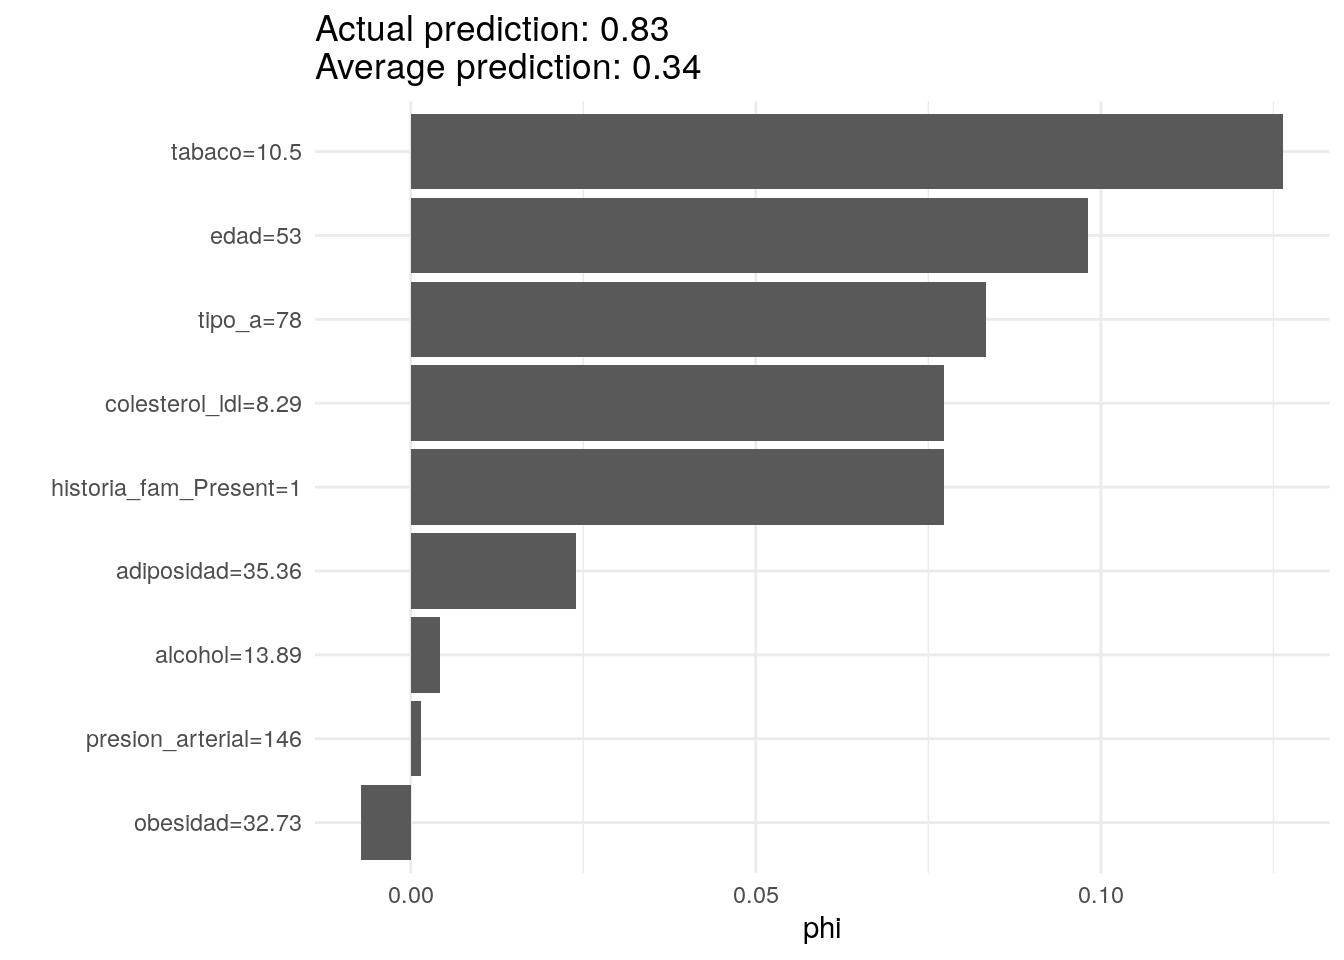 Actual prediction: 0.83
Average prediction: 0.34
tabaco=10.5
edad=53
tipo_a=78
colesterol_ldl=8.29
historia_fam_Present=1
adiposidad=35.36
alcohol=13.89
presion_arterial=146
obesidad=32.73
0.00 0.05 0.10
phi